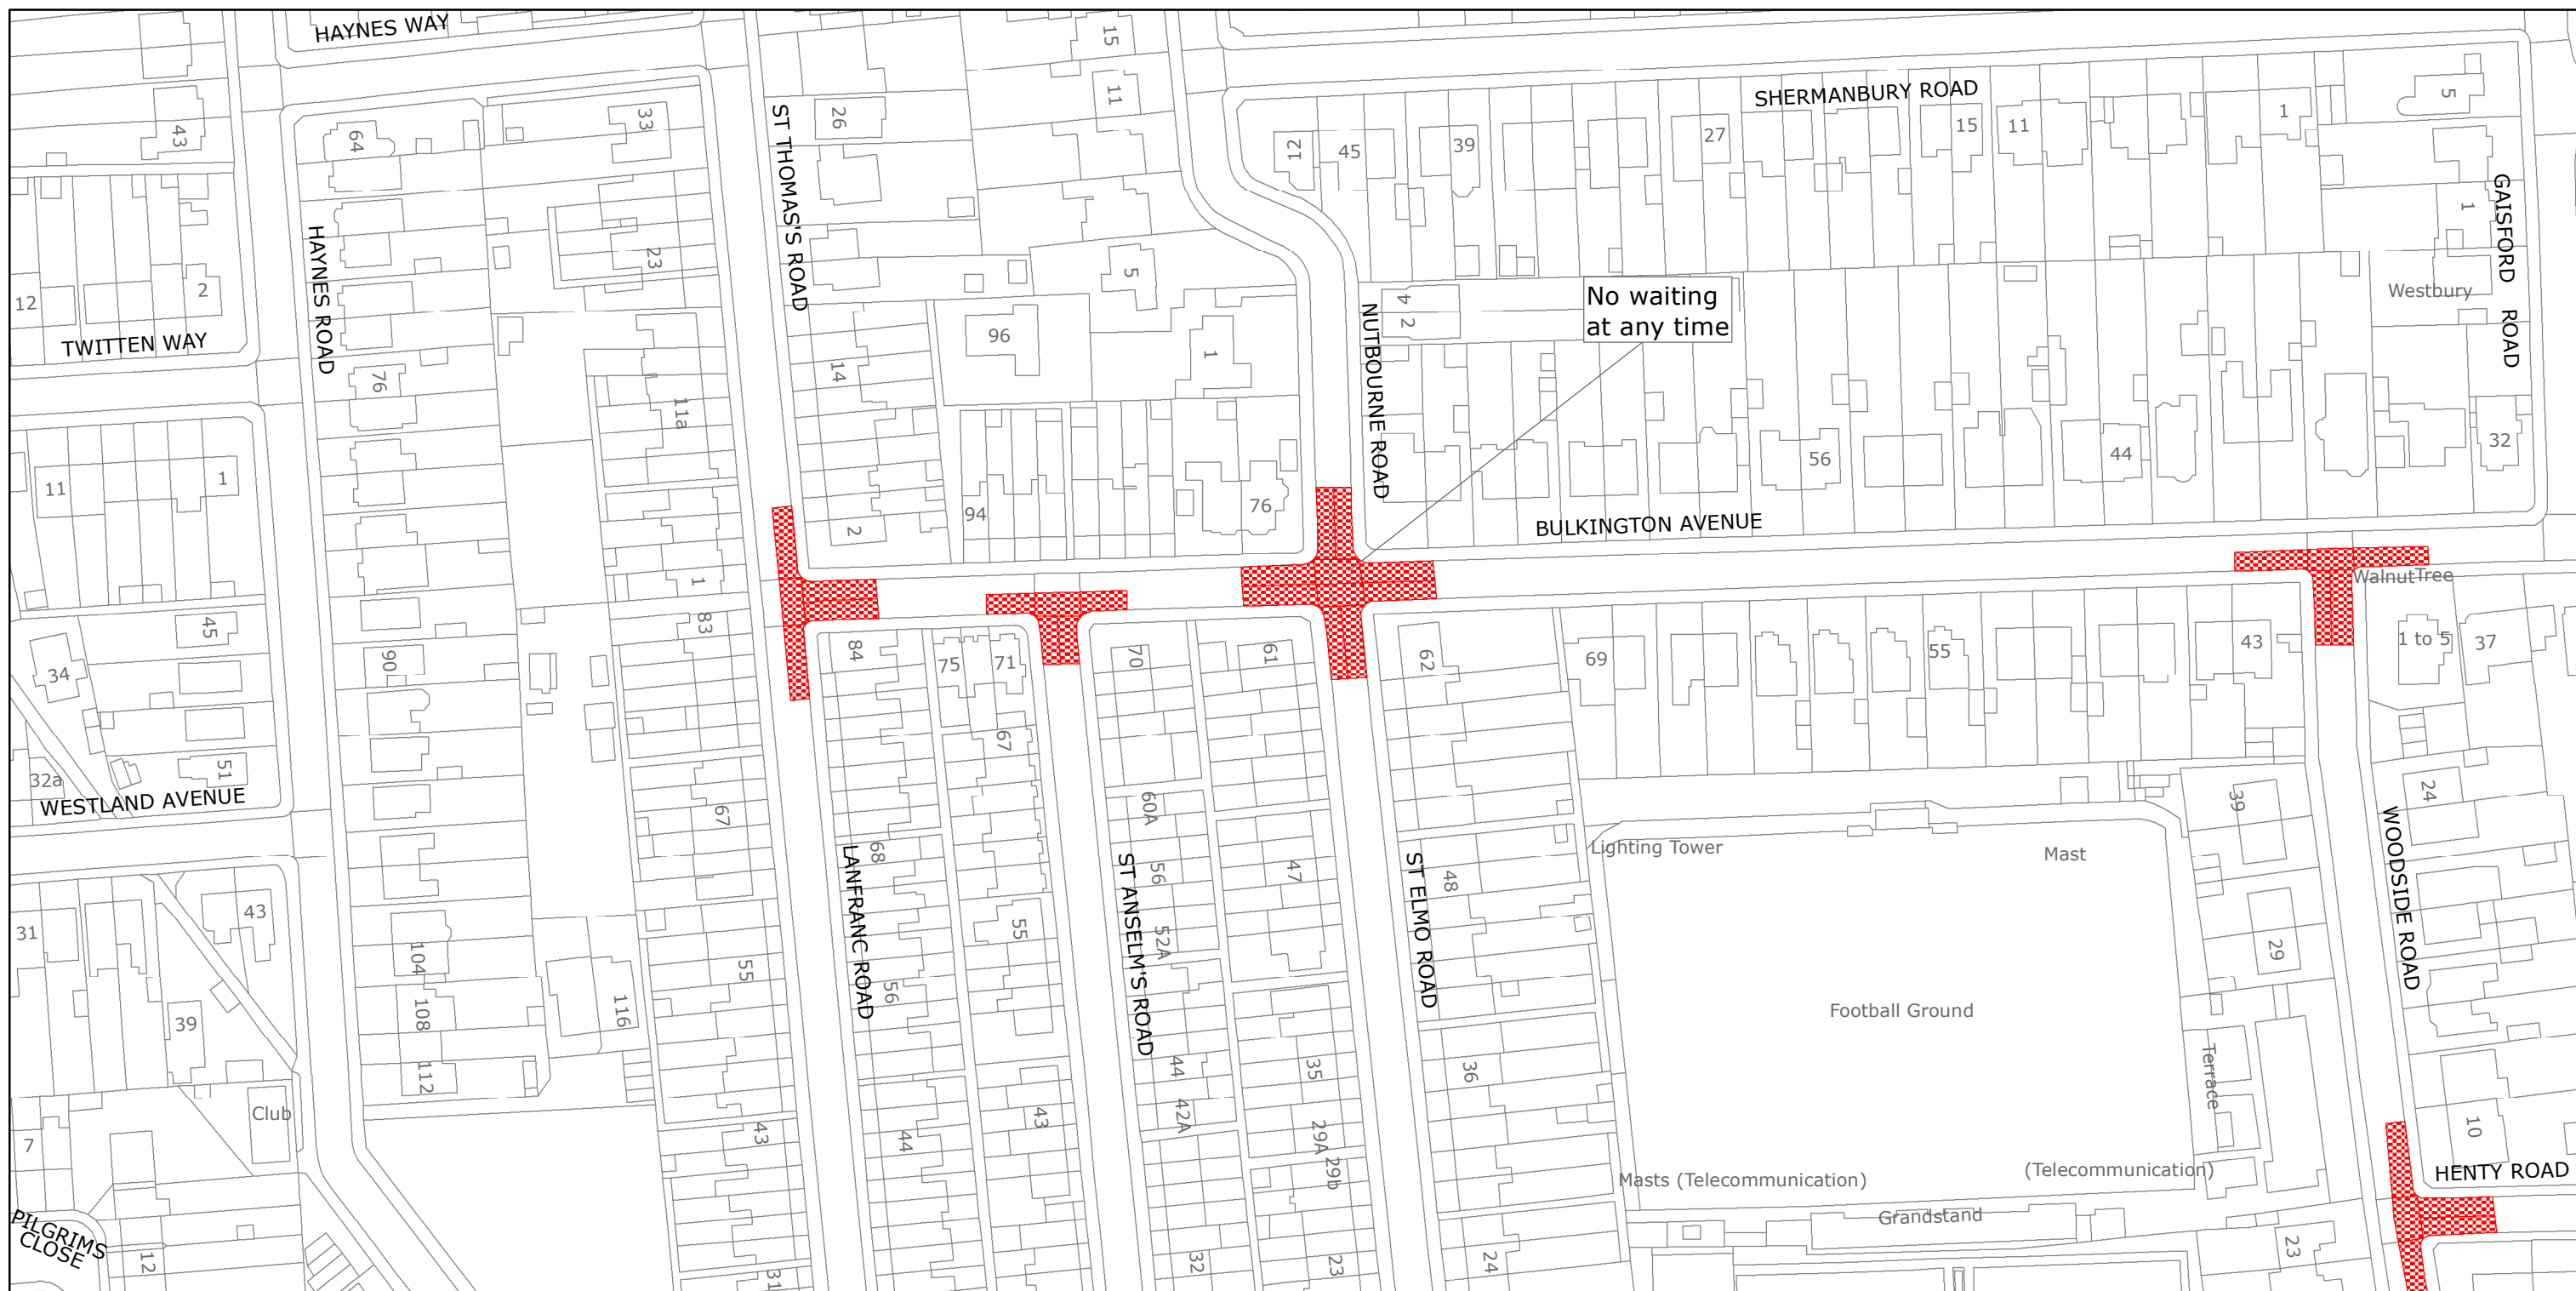 HAYNES WAY
43
64
33
26
15
11
ST THOMAS'S ROAD
SHERMANBURY ROAD
12
45
39
27
15
11
1
5
1
GAISFORD ROAD
Westbury
HAYNES ROAD
23
5
12
2
TWITTEN WAY
76
14
11a
96
1
4
2
NUTBOURNE ROAD
No waiting
at any time
11
1
2
94
76
56
44
32
BULKINGTON AVENUE
1
83
45
34
90
84
75
71
70
61
62
69
55
43
WalnutTree
1 to 5
37
32a
51
WESTLAND AVENUE
67
67
68
60A
56
47
48
Lighting Tower
Mast
39
24
WOODSIDE ROAD
LANFRANC ROAD
ST ANSELM'S ROAD
ST ELMO ROAD
31
43
104
55
55
52A
29
39
108
116
56
Football Ground
112
44
35
36
Terrace
Club
42A
43
10
7
43
44
29A
29b
Masts (Telecommunication)
(Telecommunication)
HENTY ROAD
Grandstand
PILGRIMS
CLOSE
12
31
32
23
24
23